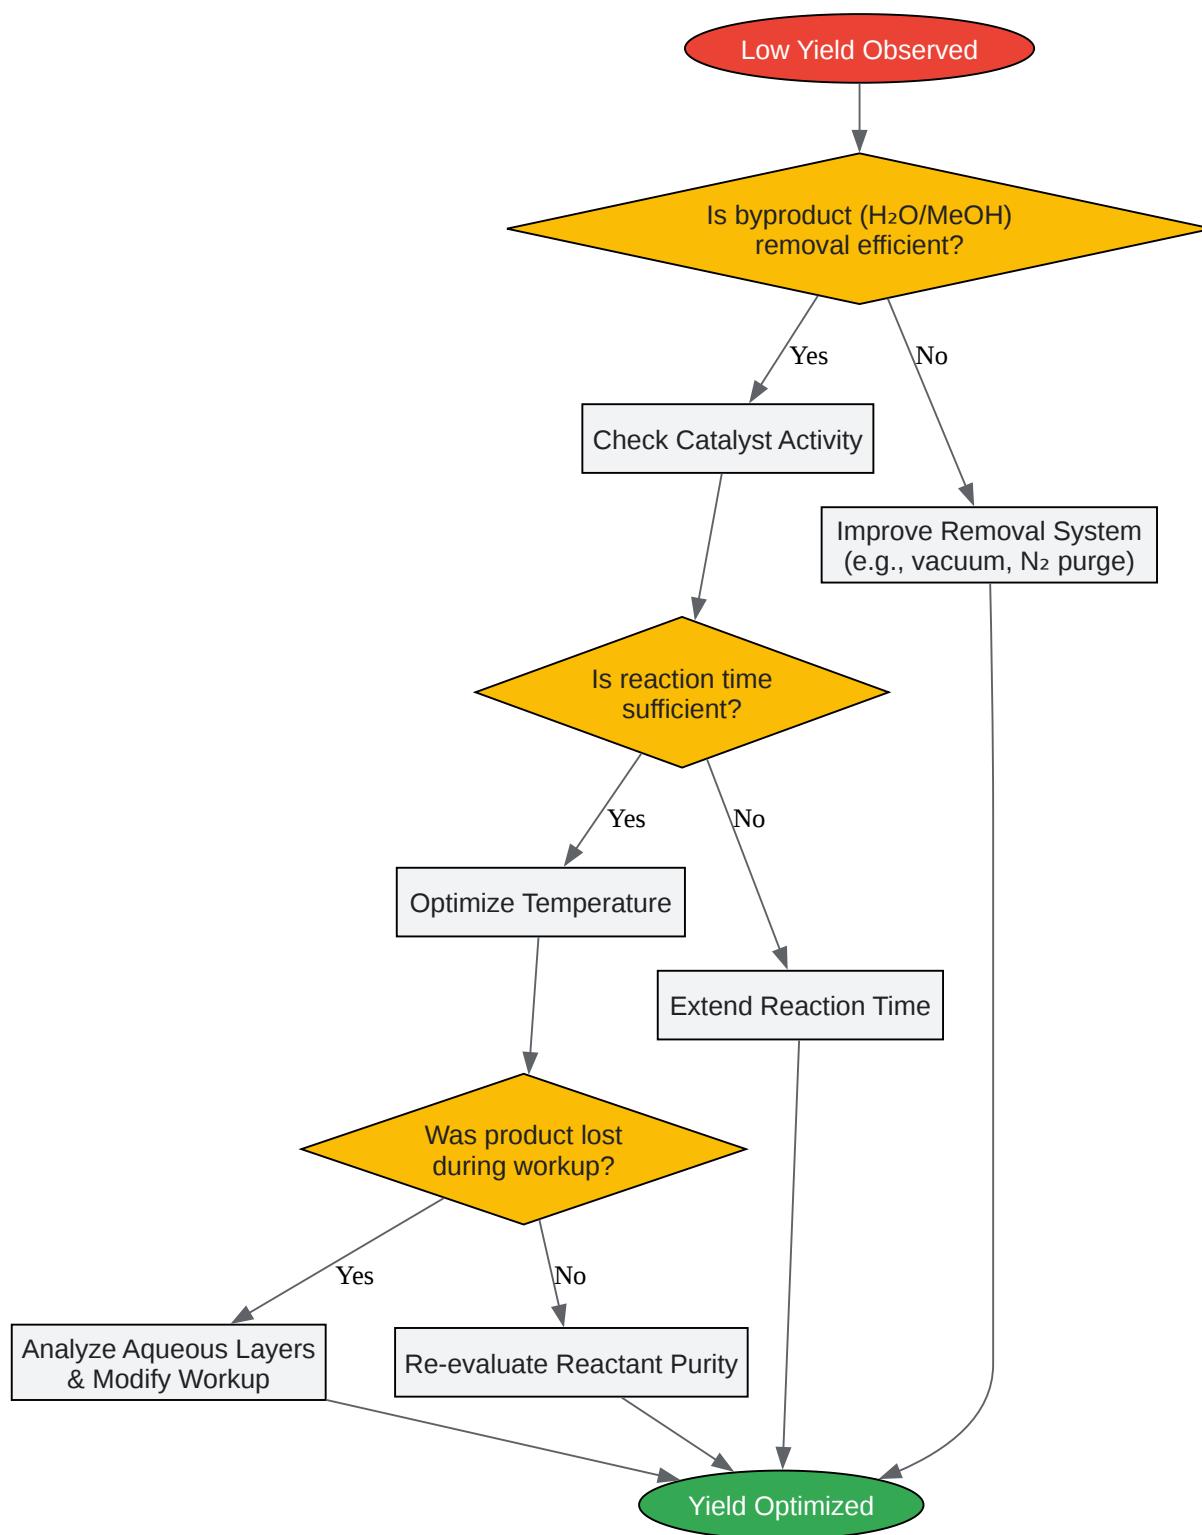 Low Yield Observed
Is byproduct (H₂O/MeOH)
removal efficient?
Yes
No
Check Catalyst Activity
Improve Removal System
(e.g., vacuum, N₂ purge)
Is reaction time
sufficient?
Yes
No
Optimize Temperature
Extend Reaction Time
Was product lost
during workup?
Yes
No
Analyze Aqueous Layers
& Modify Workup
Re-evaluate Reactant Purity
Yield Optimized